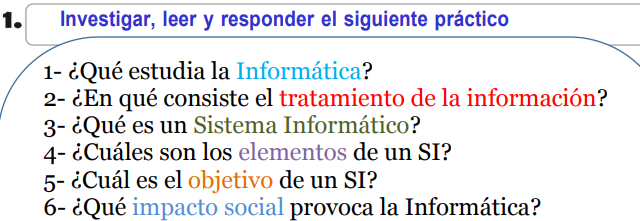 1. Investigar, leer y responder el siguiente práctico
1- ¿Qué estudia la Informática?
2- ¿En qué consiste el tratamiento de la información?
3- ¿Qué es un Sistema Informático?
4- ¿Cuáles son los elementos de un SI?
5- ¿Cuál es el objetivo de un SI?
6- ¿Qué impacto social provoca la Informática?